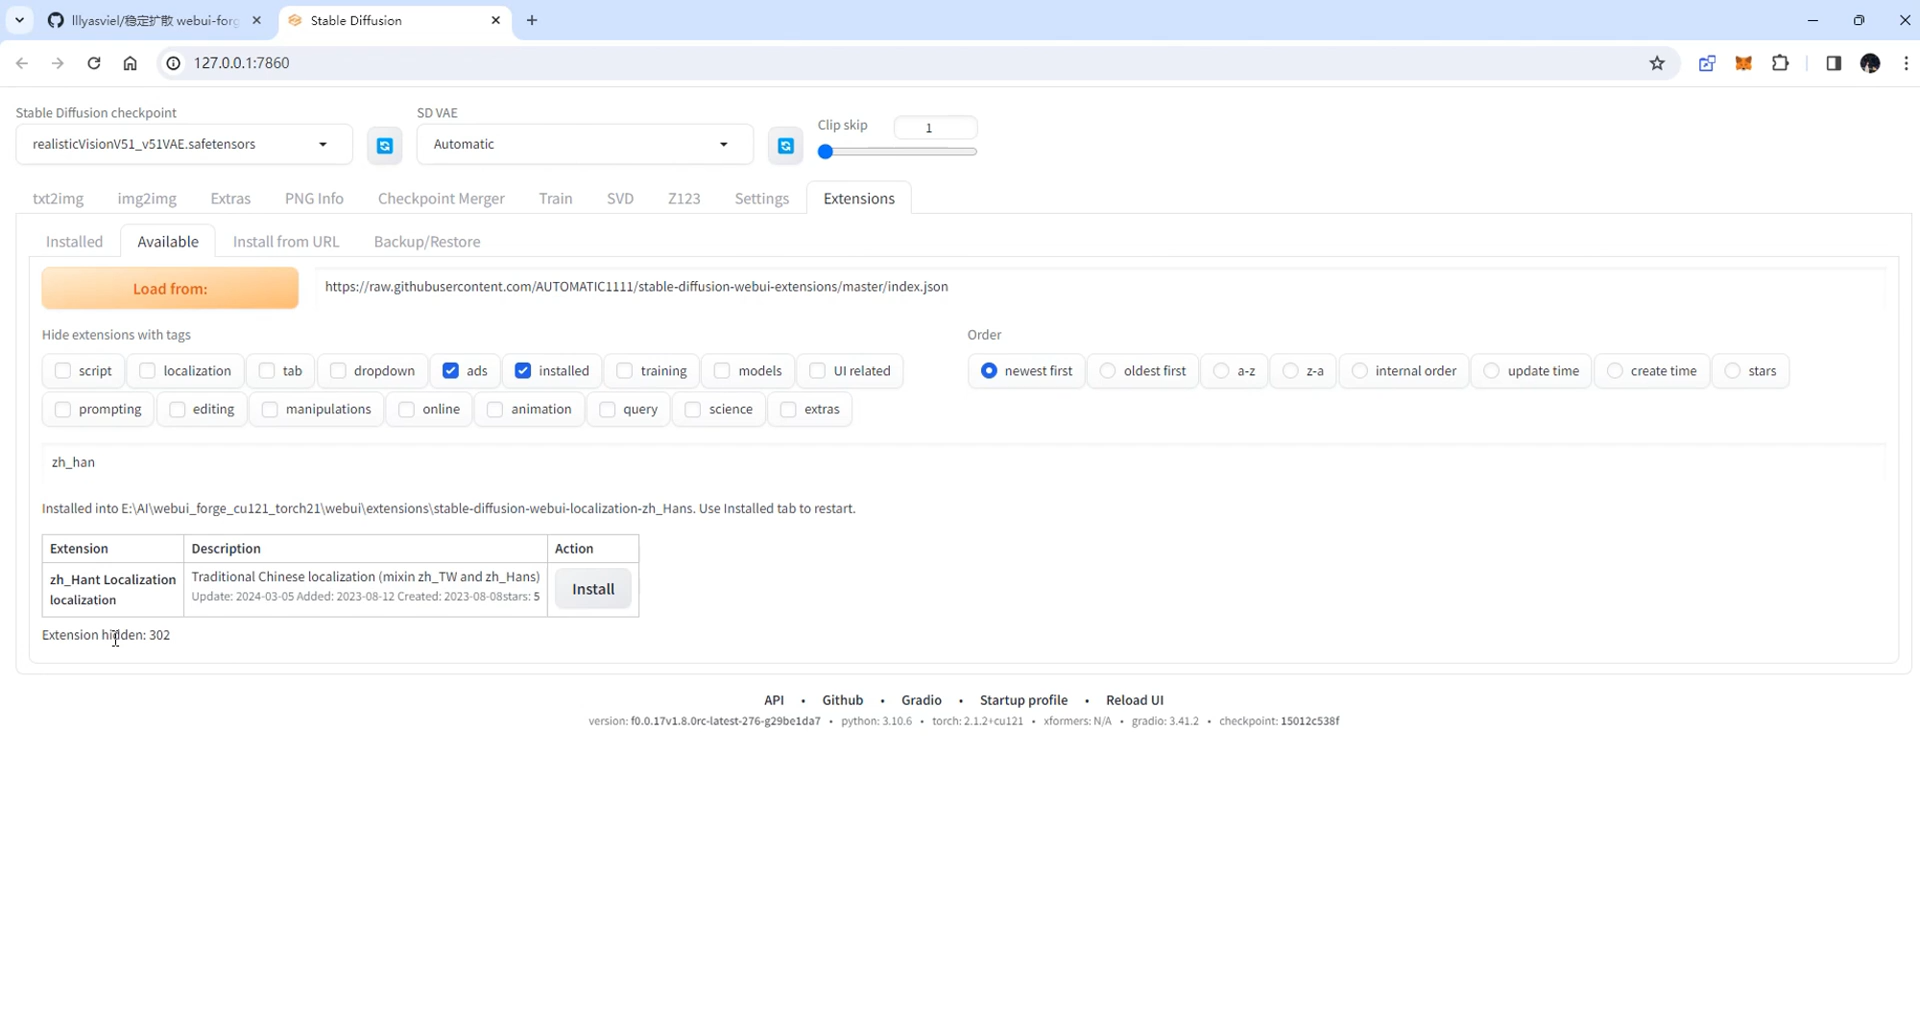 lllyasviel/稳定扩散 webui-forg
Stable Diffusion
127.0.0.1:7860
Stable Diffusion checkpoint
SD VAE
Clip skip
1
realisticVisionV51_v51VAE.safetensors
Automatic
txt2img img2img Extras PNG Info Checkpoint Merger Train SVD Z123 Settings Extensions
Installed Available Install from URL Backup/Restore
Load from:
https://raw.githubusercontent.com/AUTOMATIC1111/stable-diffusion-webui-extensions/master/index.json
Hide extensions with tags
Order
script localization tab dropdown ads installed training models UI related
newest first oldest first a-z z-a internal order update time create time stars
prompting editing manipulations online animation query science extras
zh_han
Installed into E:\AI\webui_forge_cu121_torch21\webui\extensions\stable-diffusion-webui-localization-zh_Hans. Use Installed tab to restart.
Extension Description Action
zh_Hant Localization
localization
Traditional Chinese localization (mixin zh_TW and zh_Hans)
Update: 2024-03-05 Added: 2023-08-12 Created: 2023-08-08stars: 5
Install
Extension hidden: 302
API • Github • Gradio • Startup profile • Reload UI
version: f0.0.17v1.8.0rc-latest-276-g29be1da7 • python: 3.10.6 • torch: 2.1.2+cu121 • xformers: N/A • gradio: 3.41.2 • checkpoint: 15012c538f